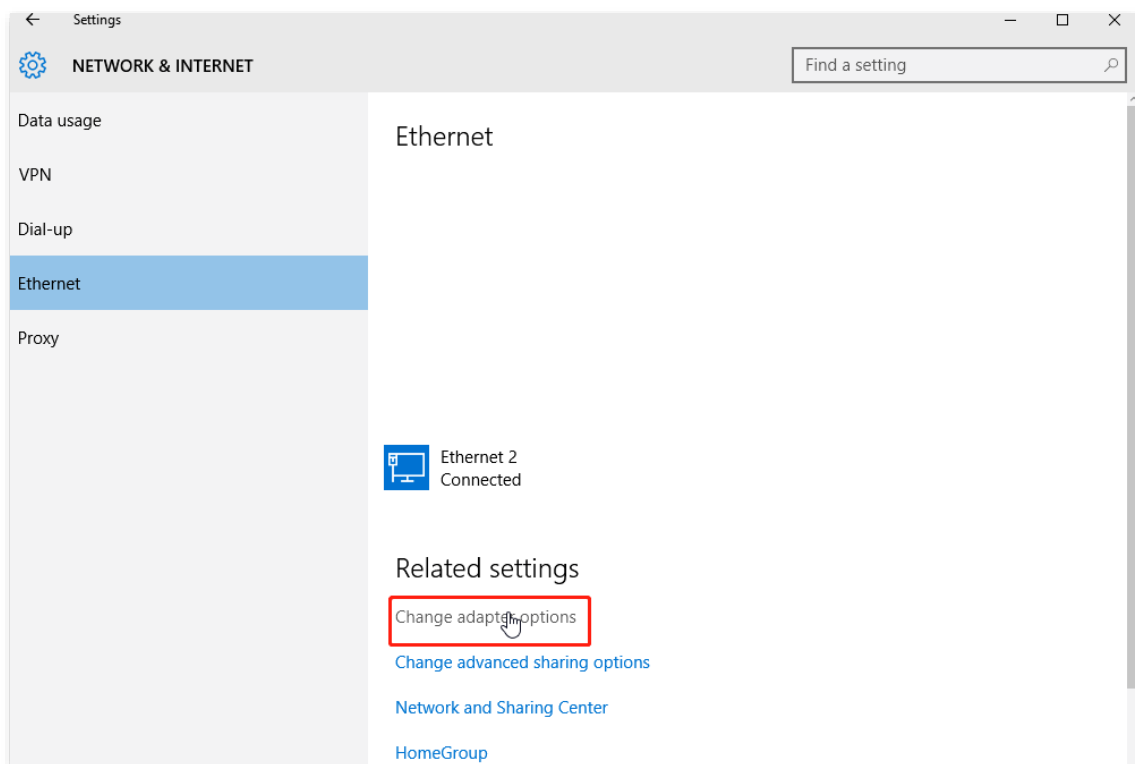 Settings
NETWORK & INTERNET
Find a setting
Data usage
VPN
Dial-up
Ethernet
Proxy
Ethernet
Ethernet 2
Connected
Related settings
Change adapter options
Change advanced sharing options
Network and Sharing Center
HomeGroup